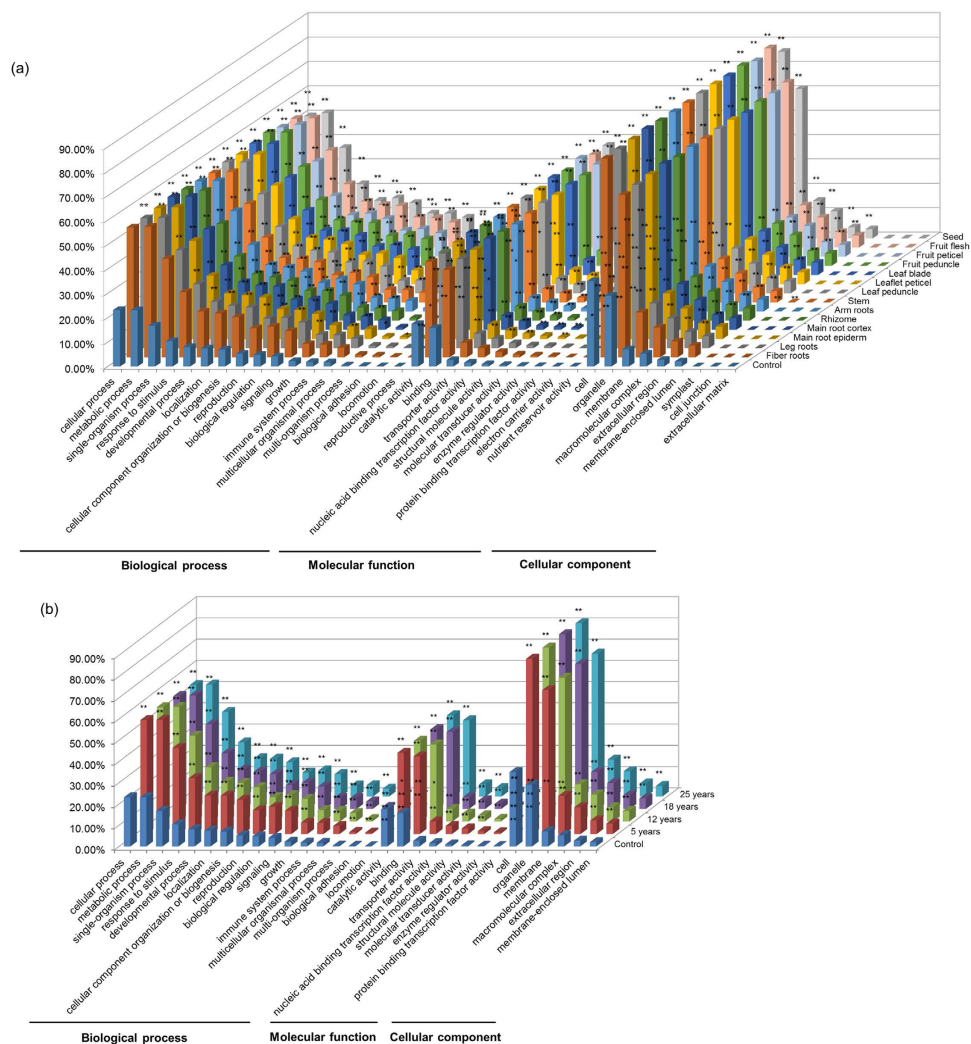 (a)
90.00%
80.00%
70.00%
60.00%
50.00%
40.00%
30.00%
20.00%
10.00%
0.00%
Seed
Fruit flesh
Fruit peticel
Fruit peduncle
Leaf blade
Leaflet peticel
Leaf peduncle
Stem
Arm roots
Rhizome
Main root cortex
Main root epiderm
Leg roots
Fiber roots
Control
cellular process
metabolic process
single-organism process
response to stimulus
developmental process
localization
cellular component organization or biogenesis
reproduction
biological regulation
signaling
growth
immune system process
multicellular organismal process
multi-organism process
biological adhesion
locomotion
reproductive process
catalytic activity
binding
transporter activity
nucleic acid binding transcription factor activity
structural molecule activity
molecular transducer activity
enzyme regulator activity
protein binding transcription factor activity
electron carrier activity
nutrient reservoir activity
cell
organelle
membrane
macromolecular complex
extracellular region
membrane-enclosed lumen
symplast
cell junction
extracellular matrix
Biological process
Molecular function
Cellular component
(b)
90.00%
80.00%
70.00%
60.00%
50.00%
40.00%
30.00%
20.00%
10.00%
0.00%
25 years
18 years
12 years
5 years
Control
cellular process
metabolic process
single-organism process
response to stimulus
developmental process
localization
cellular component organization or biogenesis
reproduction
biological regulation
signaling
growth
immune system process
multicellular organismal process
multi-organism process
biological adhesion
locomotion
catalytic activity
binding
transporter activity
nucleic acid binding transcription factor activity
structural molecule activity
molecular transducer activity
enzyme regulator activity
protein binding transcription factor activity
cell
organelle
membrane
macromolecular complex
extracellular region
membrane-enclosed lumen
Biological process
Molecular function
Cellular component